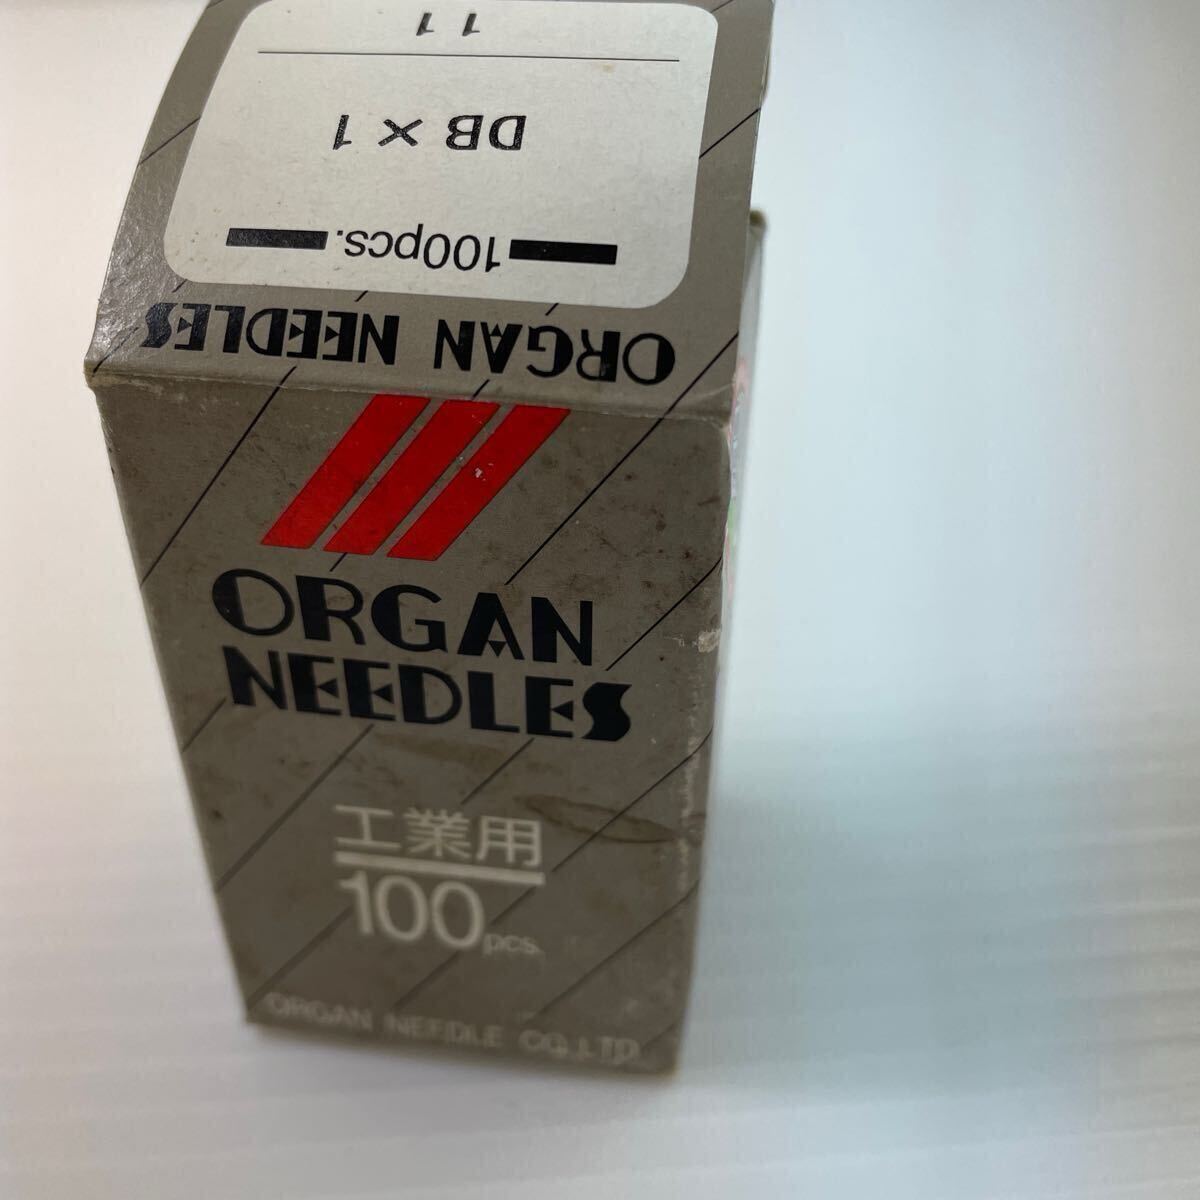 11
DB×1
100pcs.
ORGAN NEEDLES
ORGAN
NEEDLES
工業用
100pcs.
ORGAN NEEDLE CO.,LTD.